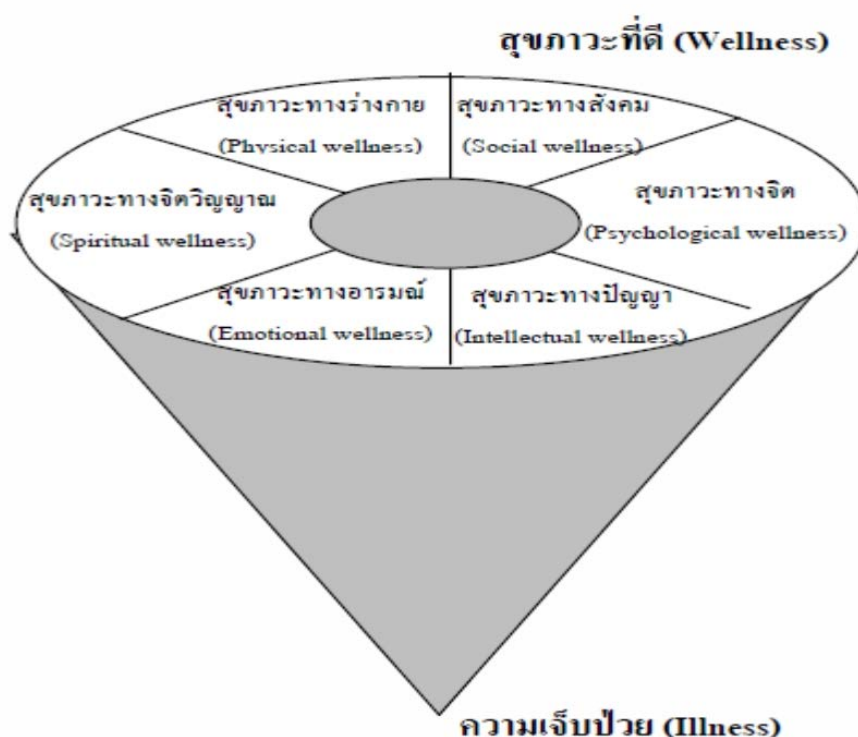 สุขภาวะที่ดี (Wellness)
สุขภาวะทางร่างกาย
(Physical wellness)
สุขภาวะทางสังคม
(Social wellness)
สุขภาวะทางจิตวิญญาณ
(Spiritual wellness)
สุขภาวะทางจิต
(Psychological wellness)
สุขภาวะทางอารมณ์
(Emotional wellness)
สุขภาวะทางปัญญา
(Intellectual wellness)
ความเจ็บป่วย (Illness)